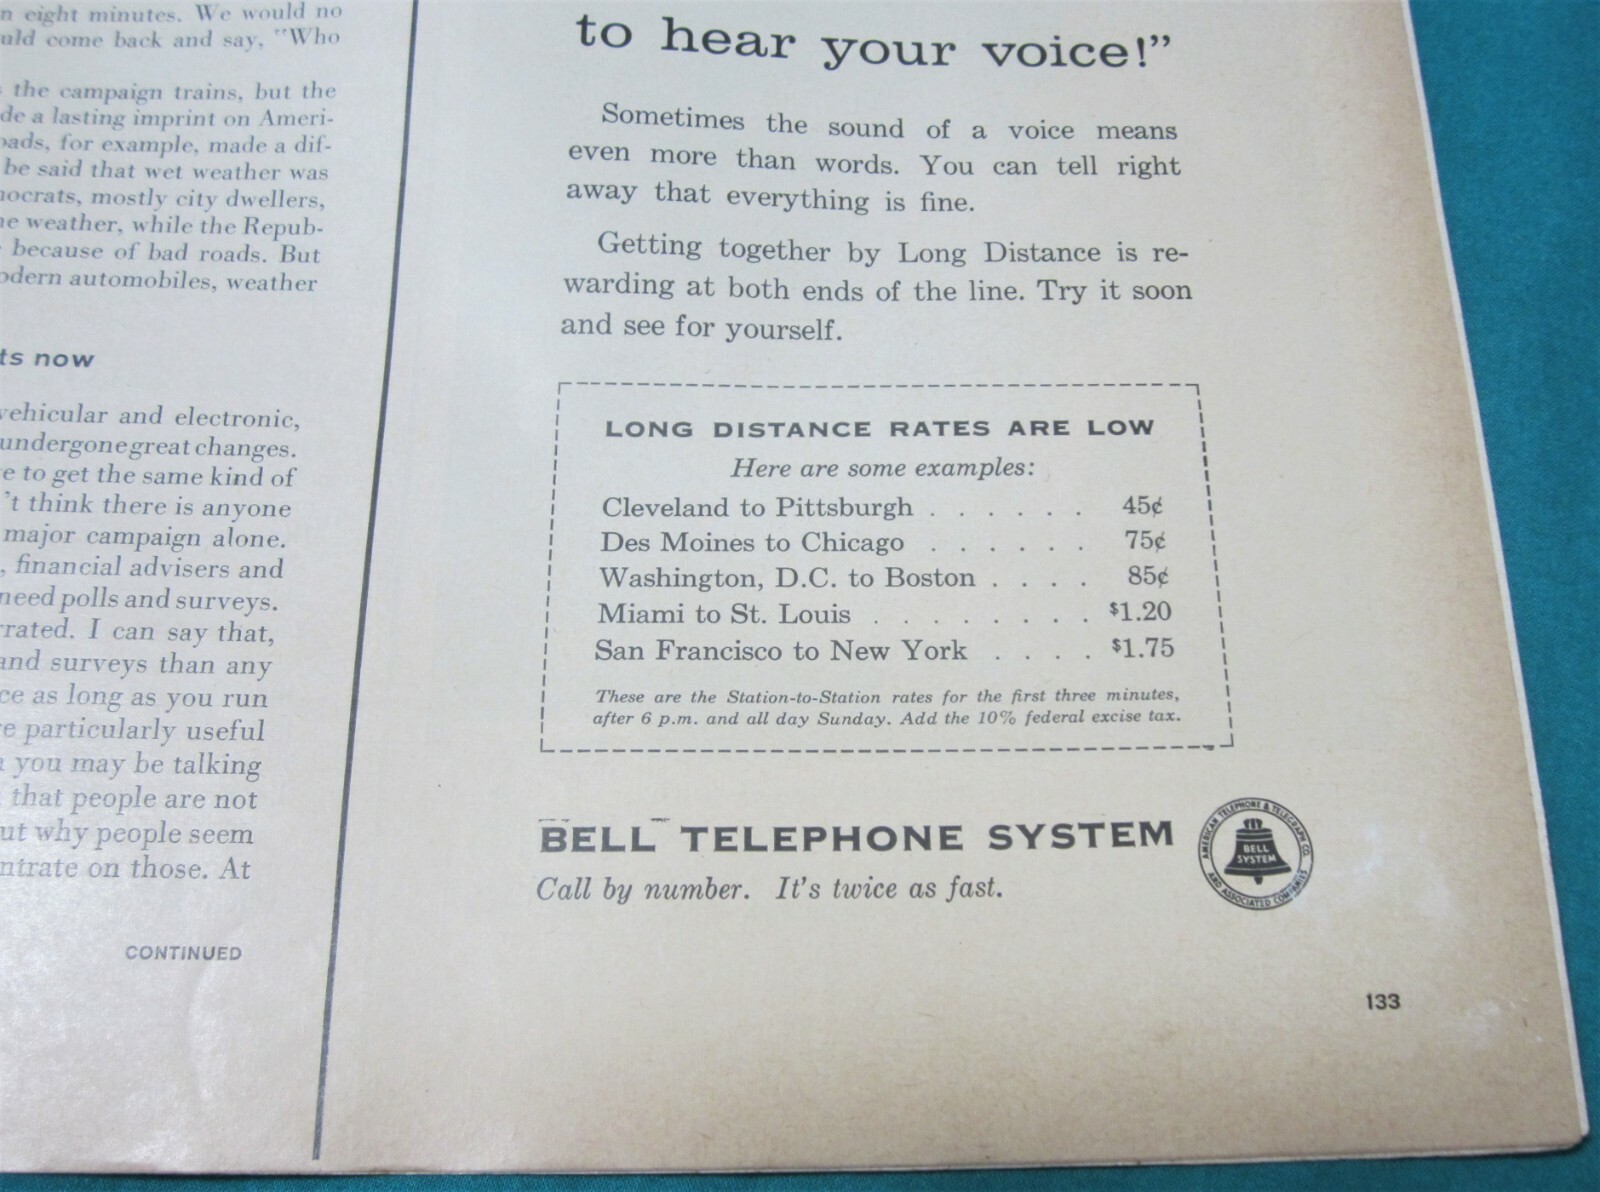 n eight minutes. We would no
uld come back and say, "Who
the campaign trains, but the
de a lasting imprint on Ameri-
oads, for example, made a dif-
be said that wet weather was
nocrats, mostly city dwellers,
ne weather, while the Repub-
because of bad roads. But
odern automobiles, weather
ts now
vehicular and electronic,
undergone great changes.
e to get the same kind of
't think there is anyone
major campaign alone.
, financial advisers and
need polls and surveys.
rated. I can say that,
and surveys than any
ce as long as you run
e particularly useful
you may be talking
that people are not
ut why people seem
ntrate on those. At
CONTINUED
to hear your voice!"
Sometimes the sound of a voice means
even more than words. You can tell right
away that everything is fine.
Getting together by Long Distance is re-
warding at both ends of the line. Try it soon
and see for yourself.
LONG DISTANCE RATES ARE LOW
Here are some examples:
Cleveland to Pittsburgh . . . . . . 45¢
Des Moines to Chicago . . . . . . 75¢
Washington, D.C. to Boston . . . . 85¢
Miami to St. Louis . . . . . . . . . $1.20
San Francisco to New York . . . . $1.75
These are the Station-to-Station rates for the first three minutes,
after 6 p.m. and all day Sunday. Add the 10% federal excise tax.
BELL TELEPHONE SYSTEM
Call by number. It's twice as fast.
AMERICAN TELEPHONE & TELEGRAPH CO.
AND ASSOCIATED COMPANIES
BELL
SYSTEM
133